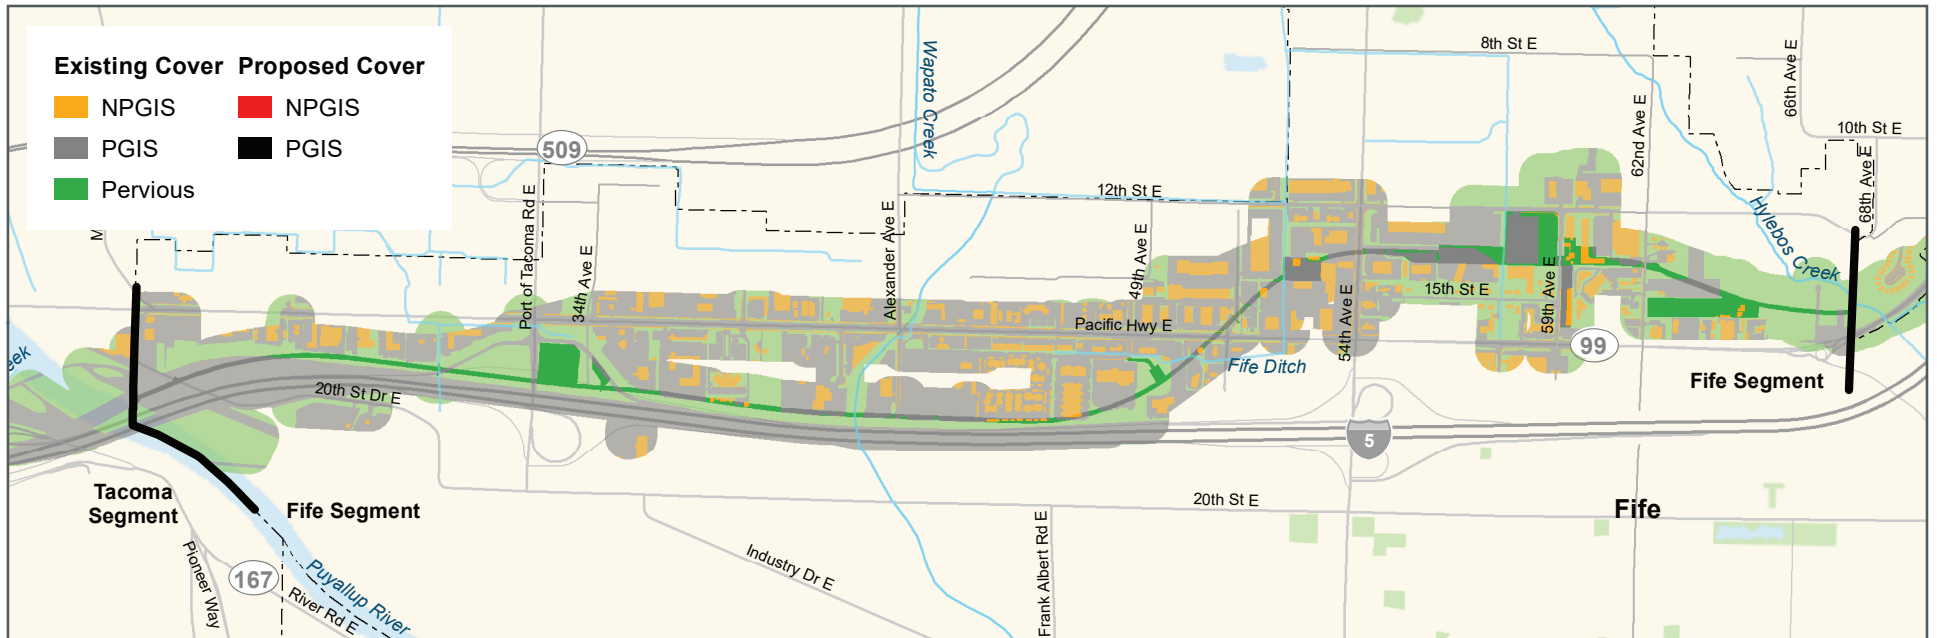 Existing Cover
Proposed Cover
NPGIS
NPGIS
PGIS
PGIS
Pervious
509
Wapato Creek
8th St E
62nd Ave E
66th Ave E
10th St E
68th Ave E
12th St E
Port of Tacoma Rd E
34th Ave E
Alexander Ave E
49th Ave E
Hylebos Creek
15th St E
59th Ave E
54th Ave E
Pacific Hwy E
99
Fife Ditch
Fife Segment
20th St Dr E
5
Tacoma
Segment
Fife Segment
20th St E
Fife
Pioneer Way
167
River Rd E
Puyallup River
Industry Dr E
Frank Albert Rd E